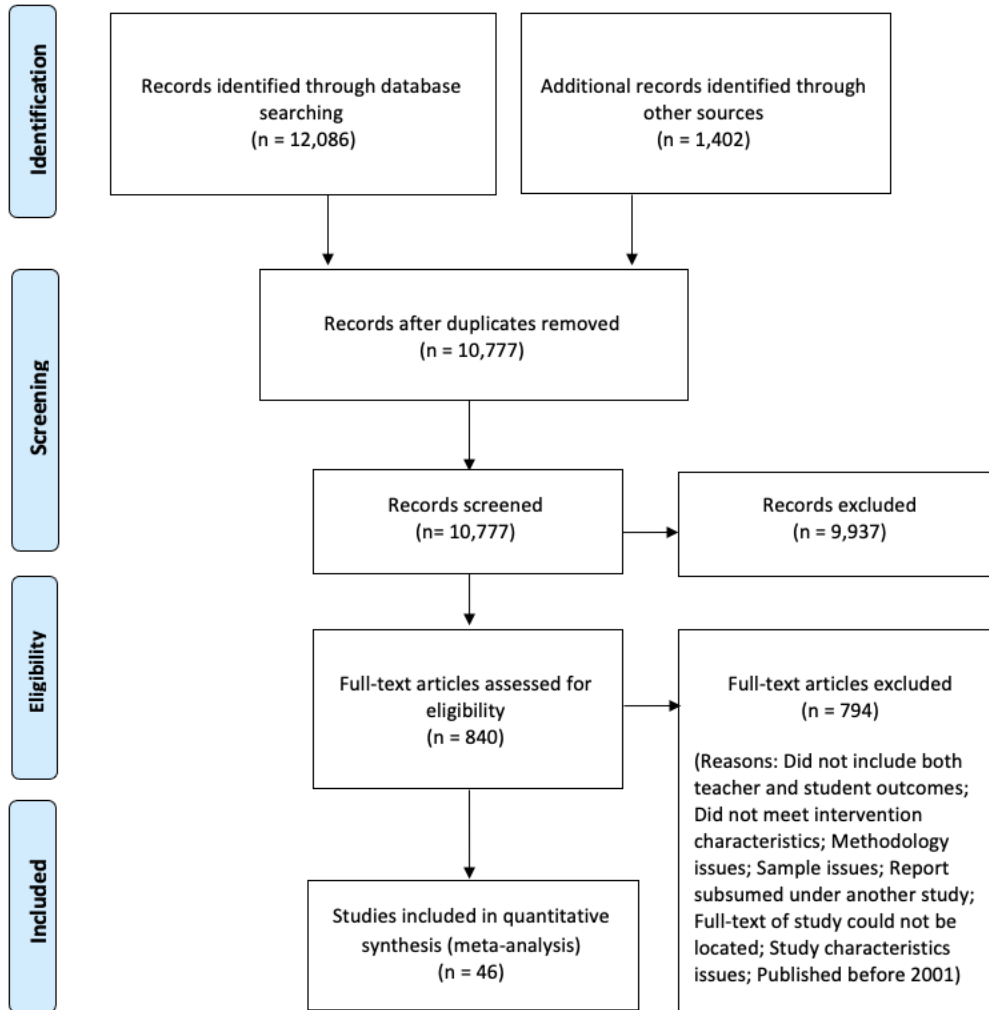 Identification
Records identified through database
searching
(n = 12,086)
Additional records identified through
other sources
(n = 1,402)
Screening
Records after duplicates removed
(n = 10,777)
Records screened
(n= 10,777)
Records excluded
(n = 9,937)
Eligibility
Full-text articles assessed for
eligibility
(n = 840)
Full-text articles excluded
(n = 794)
(Reasons: Did not include both
teacher and student outcomes;
Did not meet intervention
characteristics; Methodology
issues; Sample issues; Report
subsumed under another study;
Full-text of study could not be
located; Study characteristics
issues; Published before 2001)
Included
Studies included in quantitative
synthesis (meta-analysis)
(n = 46)